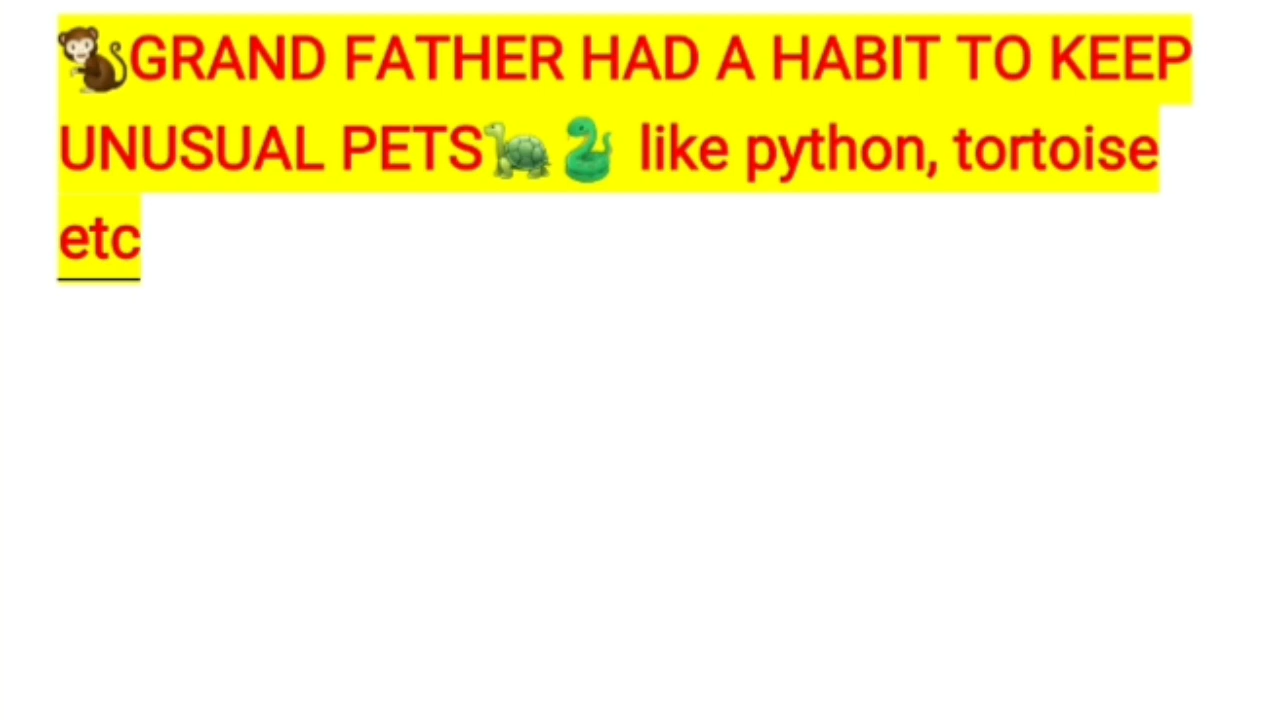 🐒GRAND FATHER HAD A HABIT TO KEEP
UNUSUAL PETS🐢🐍 like python, tortoise
etc